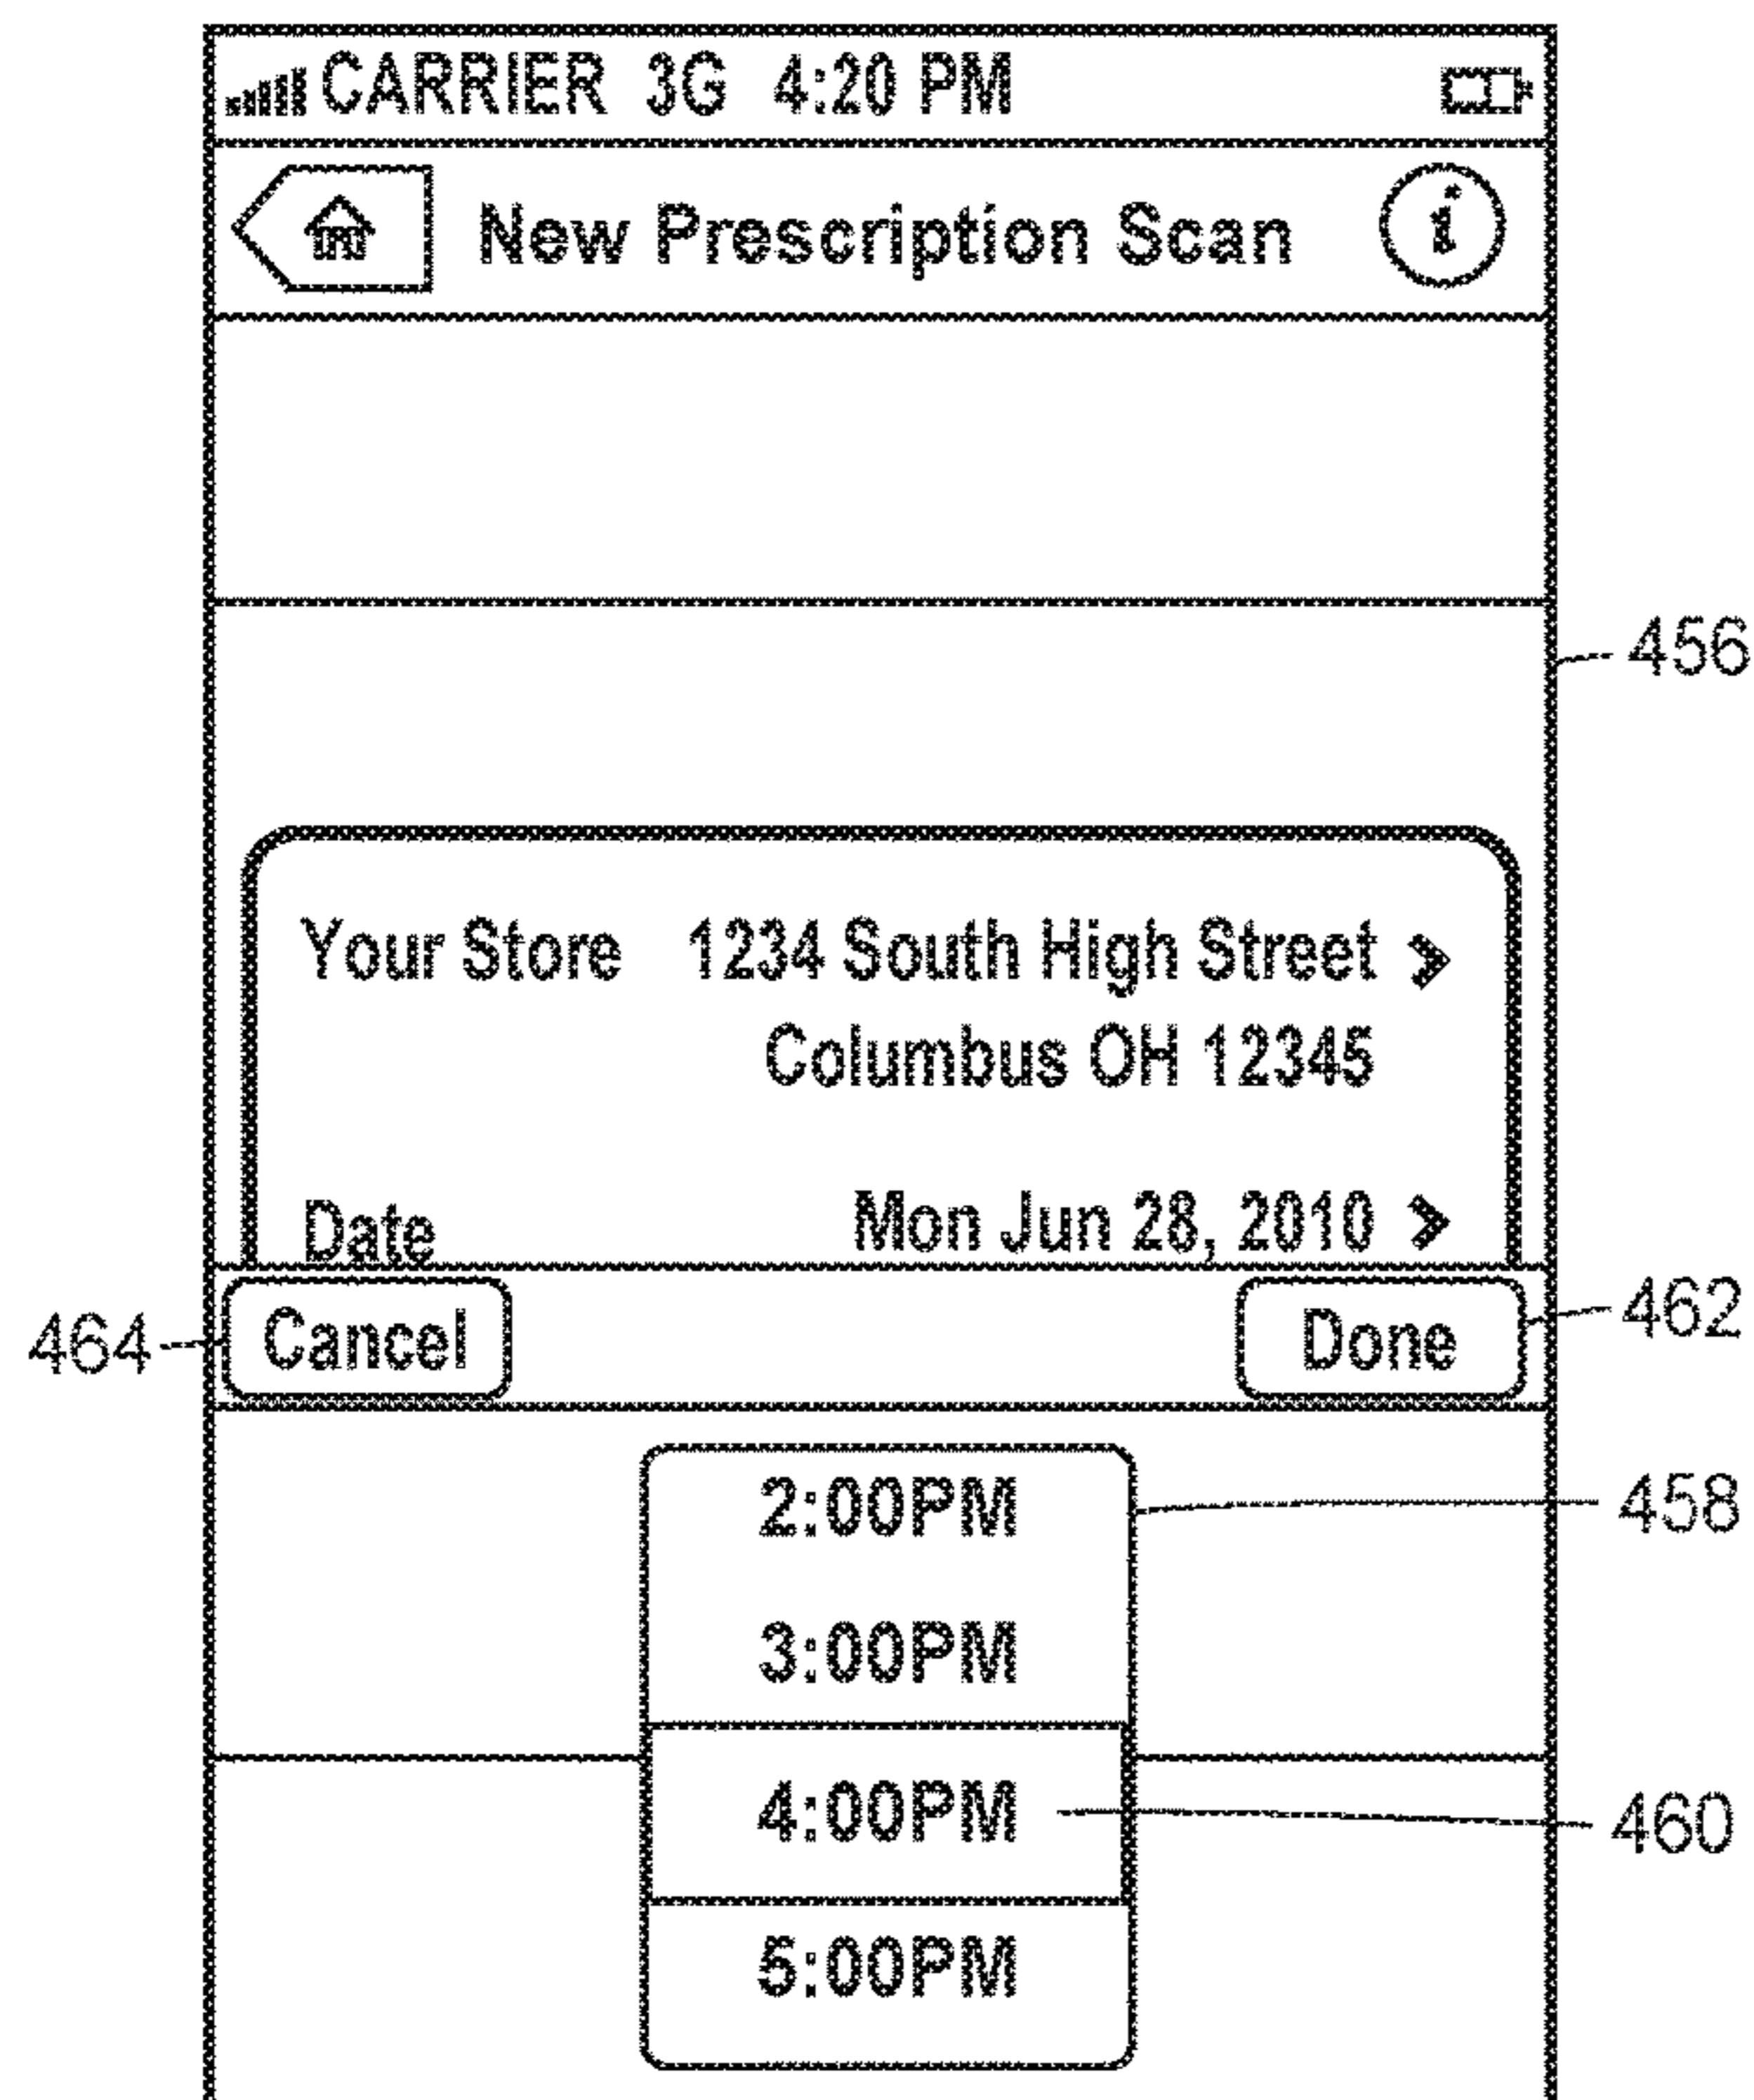 CARRIER 3G 4:20 PM
New Prescription Scan
i
456
Your Store 1234 South High Street >
Columbus OH 12345
Date Mon Jun 28, 2010 >
464 Cancel Done 462
2:00PM 458
3:00PM
4:00PM 460
5:00PM